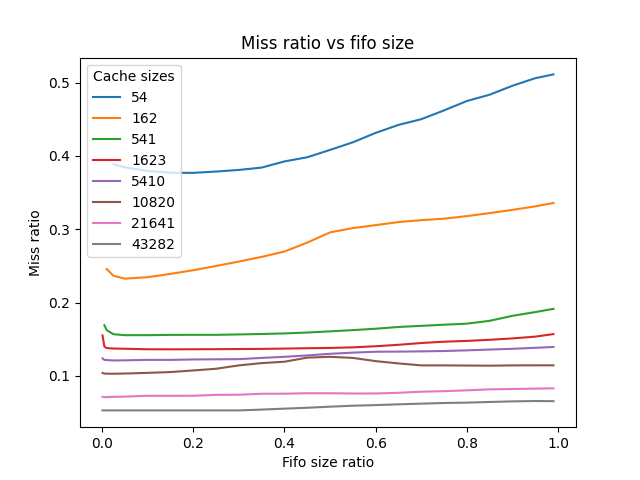 Miss ratio vs fifo size
Cache sizes
54
162
541
1623
5410
10820
21641
43282
0.5
0.4
0.3
0.2
0.1
Miss ratio
0.0 0.2 0.4 0.6 0.8 1.0
Fifo size ratio